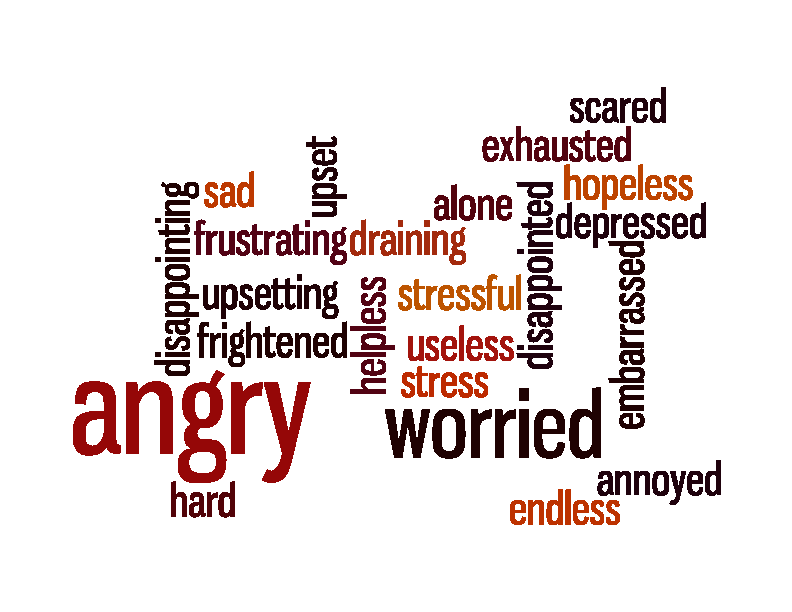 scared
exhausted
upset
hopeless
sad
disappointing
alone
disappointed
depressed
frustrating
draining
embarrassed
upsetting
helpless
stressful
frightened
useless
stress
angry
worried
annoyed
hard
endless